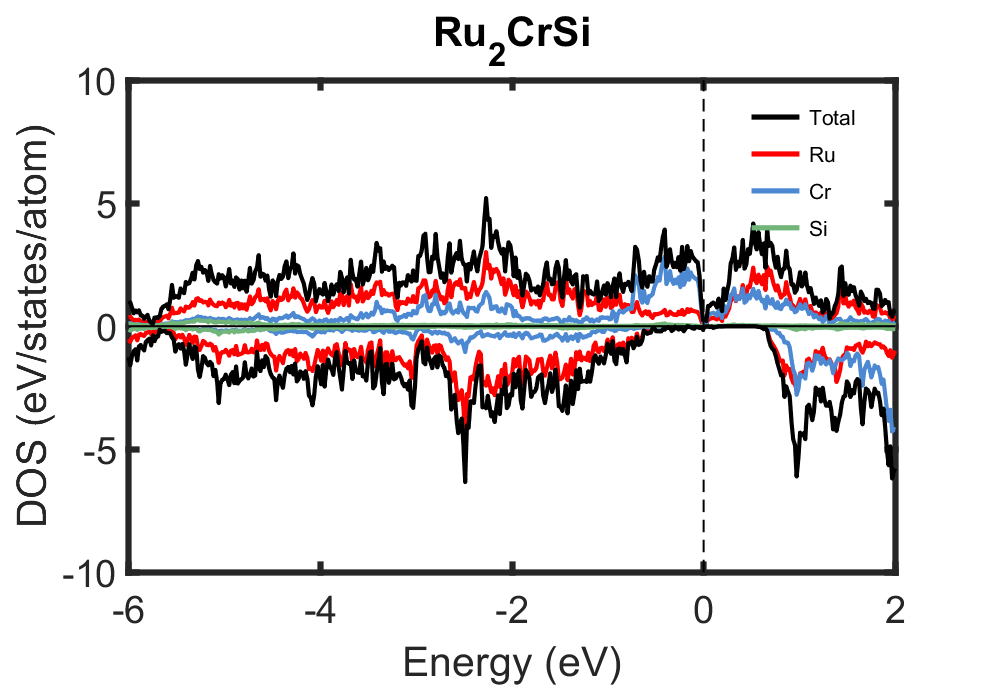 Ru2CrSi
DOS (eV/states/atom)
10
5
0
-5
-10
Total
Ru
Cr
Si
-6
-4
-2
0
2
Energy (eV)